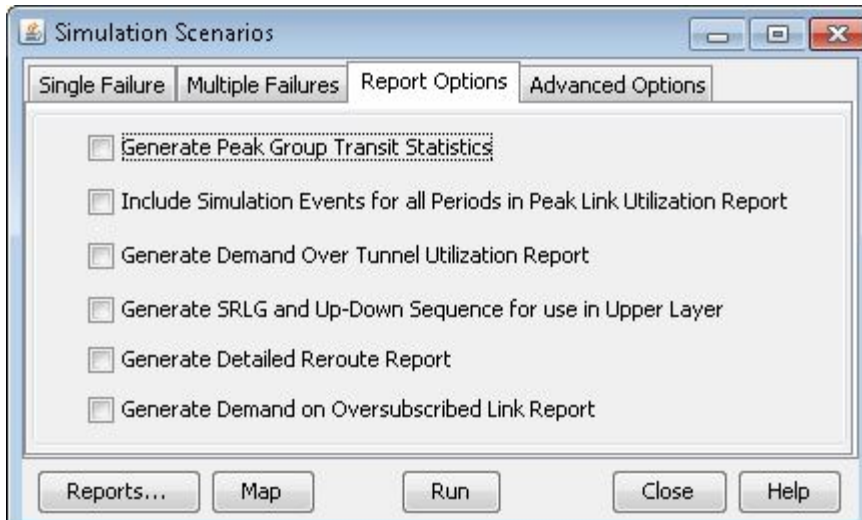 Simulation Scenarios
Single Failure Multiple Failures Report Options Advanced Options
Generate Peak Group Transit Statistics
Include Simulation Events for all Periods in Peak Link Utilization Report
Generate Demand Over Tunnel Utilization Report
Generate SRLG and Up-Down Sequence for use in Upper Layer
Generate Detailed Reroute Report
Generate Demand on Oversubscribed Link Report
Reports... Map Run Close Help